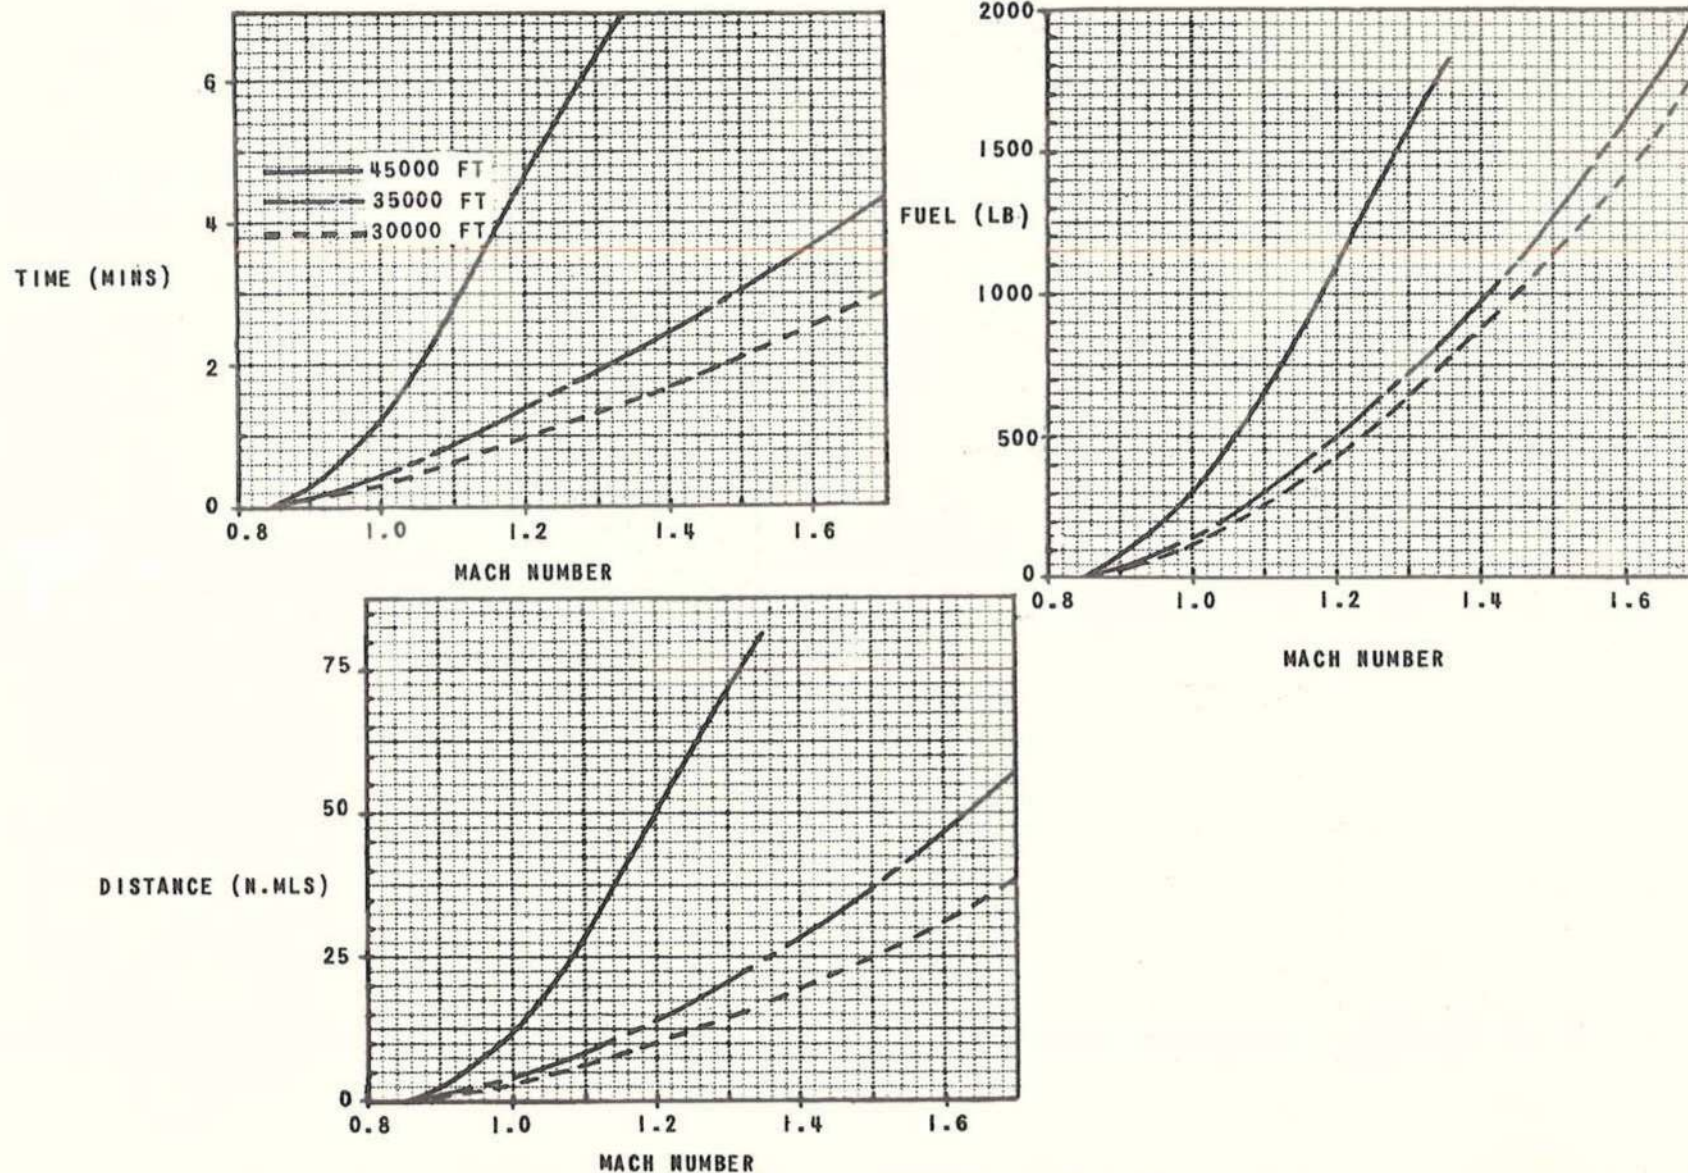 6
4
2
0
TIME (MINS)
45000 FT
35000 FT
30000 FT
0.8 1.0 1.2 1.4 1.6
MACH NUMBER
2000
1500
1000
500
0
FUEL (LB)
0.8 1.0 1.2 1.4 1.6
MACH NUMBER
75
50
25
0
DISTANCE (N.MLS)
0.8 1.0 1.2 1.4 1.6
MACH NUMBER